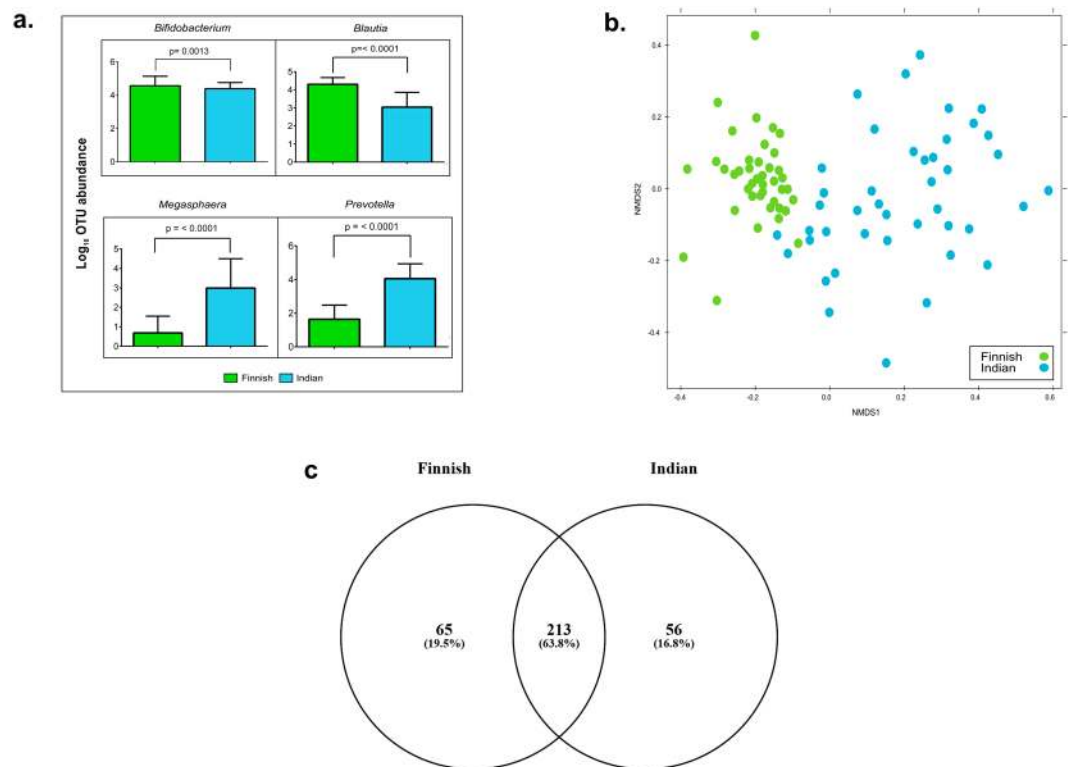 a.
Bifidobacterium
Blautia
p= 0.0013
p=< 0.0001
6
4
2
0
5
4
3
2
1
0
Log₁₀ OTU abundance
Megasphaera
Prevotella
p = < 0.0001
p = < 0.0001
5
4
3
2
1
0
6
4
2
0
Finnish Indian
b.
0.4
0.2
0.0
-0.2
-0.4
NMDS2
Finnish
Indian
-0.4 -0.2 0.0 0.2 0.4 0.6
NMDS1
c
Finnish Indian
65 213 56
(19.5%) (63.8%) (16.8%)